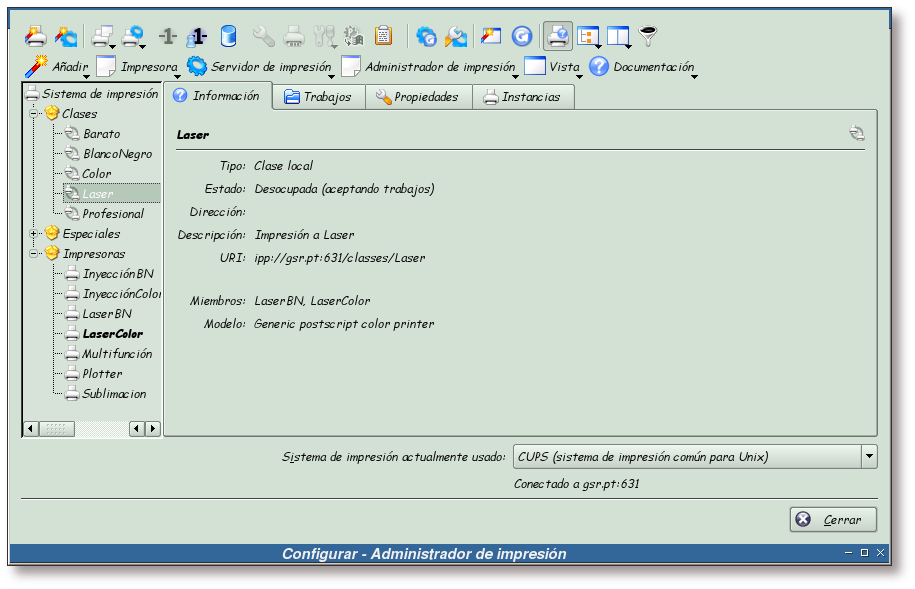 Añadir Impresora Servidor de impresión Administrador de impresión Vista Documentación
Sistema de impresión
Clases
Barato
BlancoNegro
Color
Laser
Profesional
Especiales
Impresoras
InyecciónBN
InyecciónColor
LaserBN
LaserColor
Multifunción
Plotter
Sublimacion
Información Trabajos Propiedades Instancias
Laser
Tipo: Clase local
Estado: Desocupada (aceptando trabajos)
Dirección:
Descripción: Impresión a Laser
URI: ipp://gsr.pt:631/classes/Laser
Miembros: LaserBN, LaserColor
Modelo: Generic postscript color printer
Sistema de impresión actualmente usado: CUPS (sistema de impresión común para Unix)
Conectado a gsr.pt:631
Cerrar
Configurar - Administrador de impresión